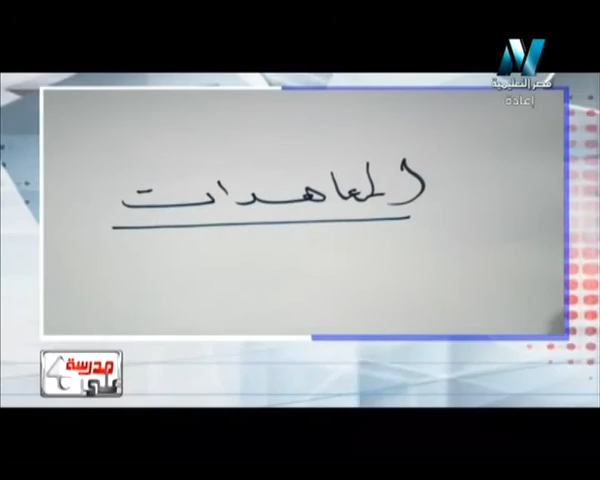 مصر التعليمية
إعادة
المعاهدات
مدرسة
على